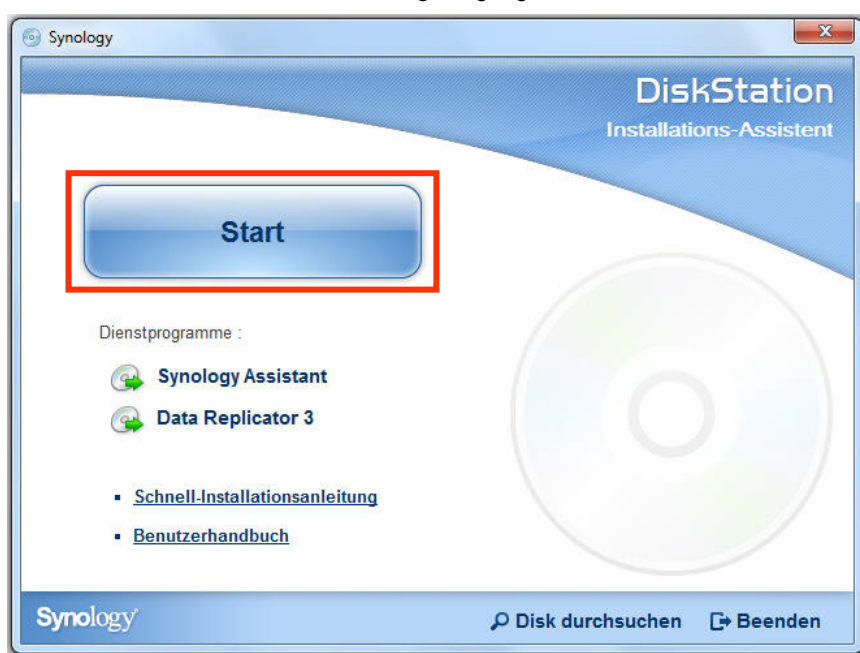 Synology
DiskStation
Installations-Assistent
Start
Dienstprogramme :
Synology Assistant
Data Replicator 3
Schnell-Installationsanleitung
Benutzerhandbuch
Synology
Disk durchsuchen
Beenden